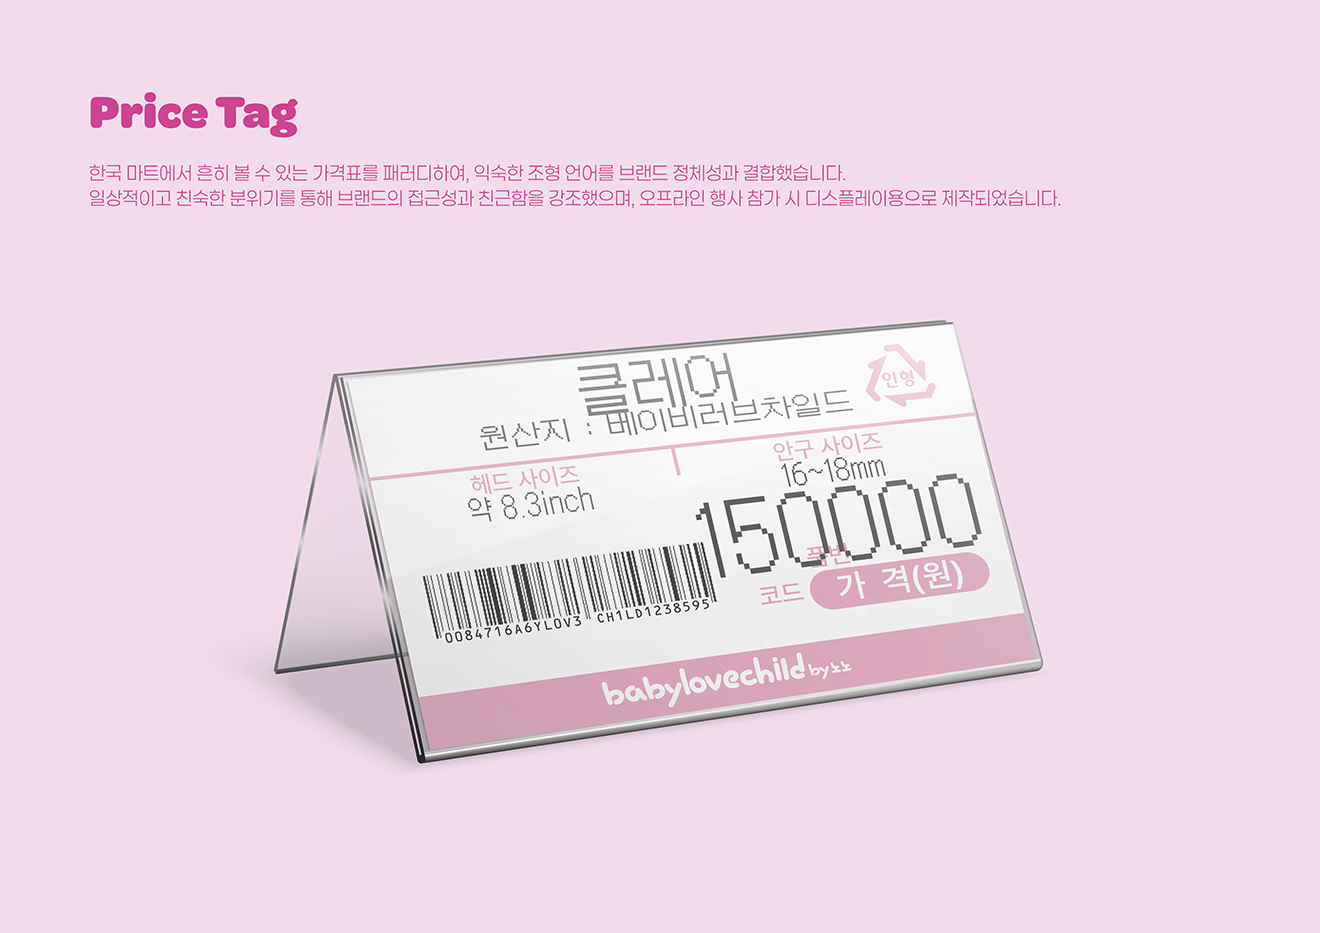 Price Tag
한국 마트에서 흔히 볼 수 있는 가격표를 패러디하여, 익숙한 조형 언어를 브랜드 정체성과 결합했습니다.
일상적이고 친숙한 분위기를 통해 브랜드의 접근성과 친근함을 강조했으며, 오프라인 행사 참가 시 디스플레이용으로 제작되었습니다.
클레어
인형
원산지 : 베이비러브차일드
헤드 사이즈
약 8.3inch
안구 사이즈
16~18mm
150000
품번
코드
가 격(원)
0084716A6YLOV3 CH1LD1238595
babylovechild by 노노